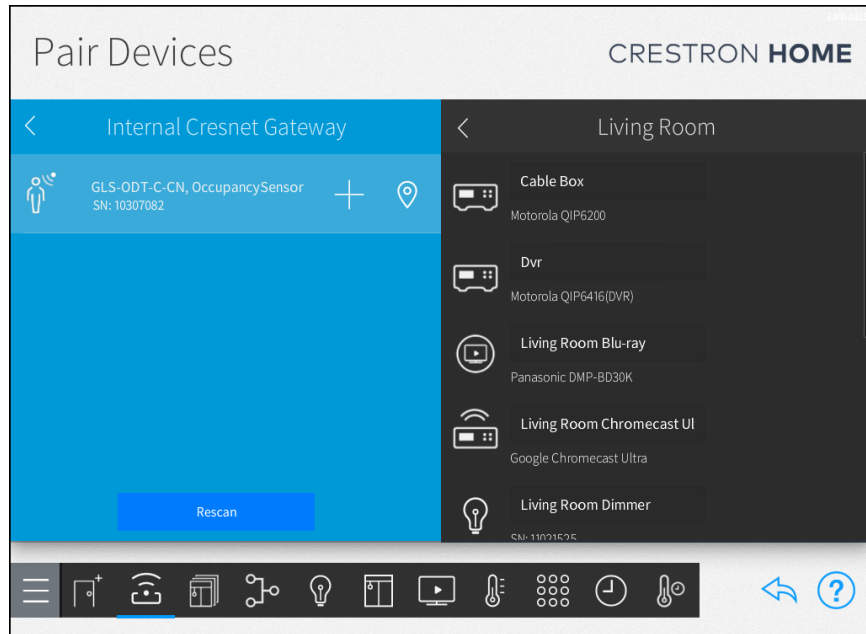 Pair Devices
CRESTRON HOME
Internal Cresnet Gateway
GLS-ODT-C-CN, OccupancySensor
SN: 10307082
Rescan
Living Room
Cable Box
Motorola QIP6200
Dvr
Motorola QIP6416(DVR)
Living Room Blu-ray
Panasonic DMP-BD30K
Living Room Chromecast Ul
Google Chromecast Ultra
Living Room Dimmer
SN: 11021525
?